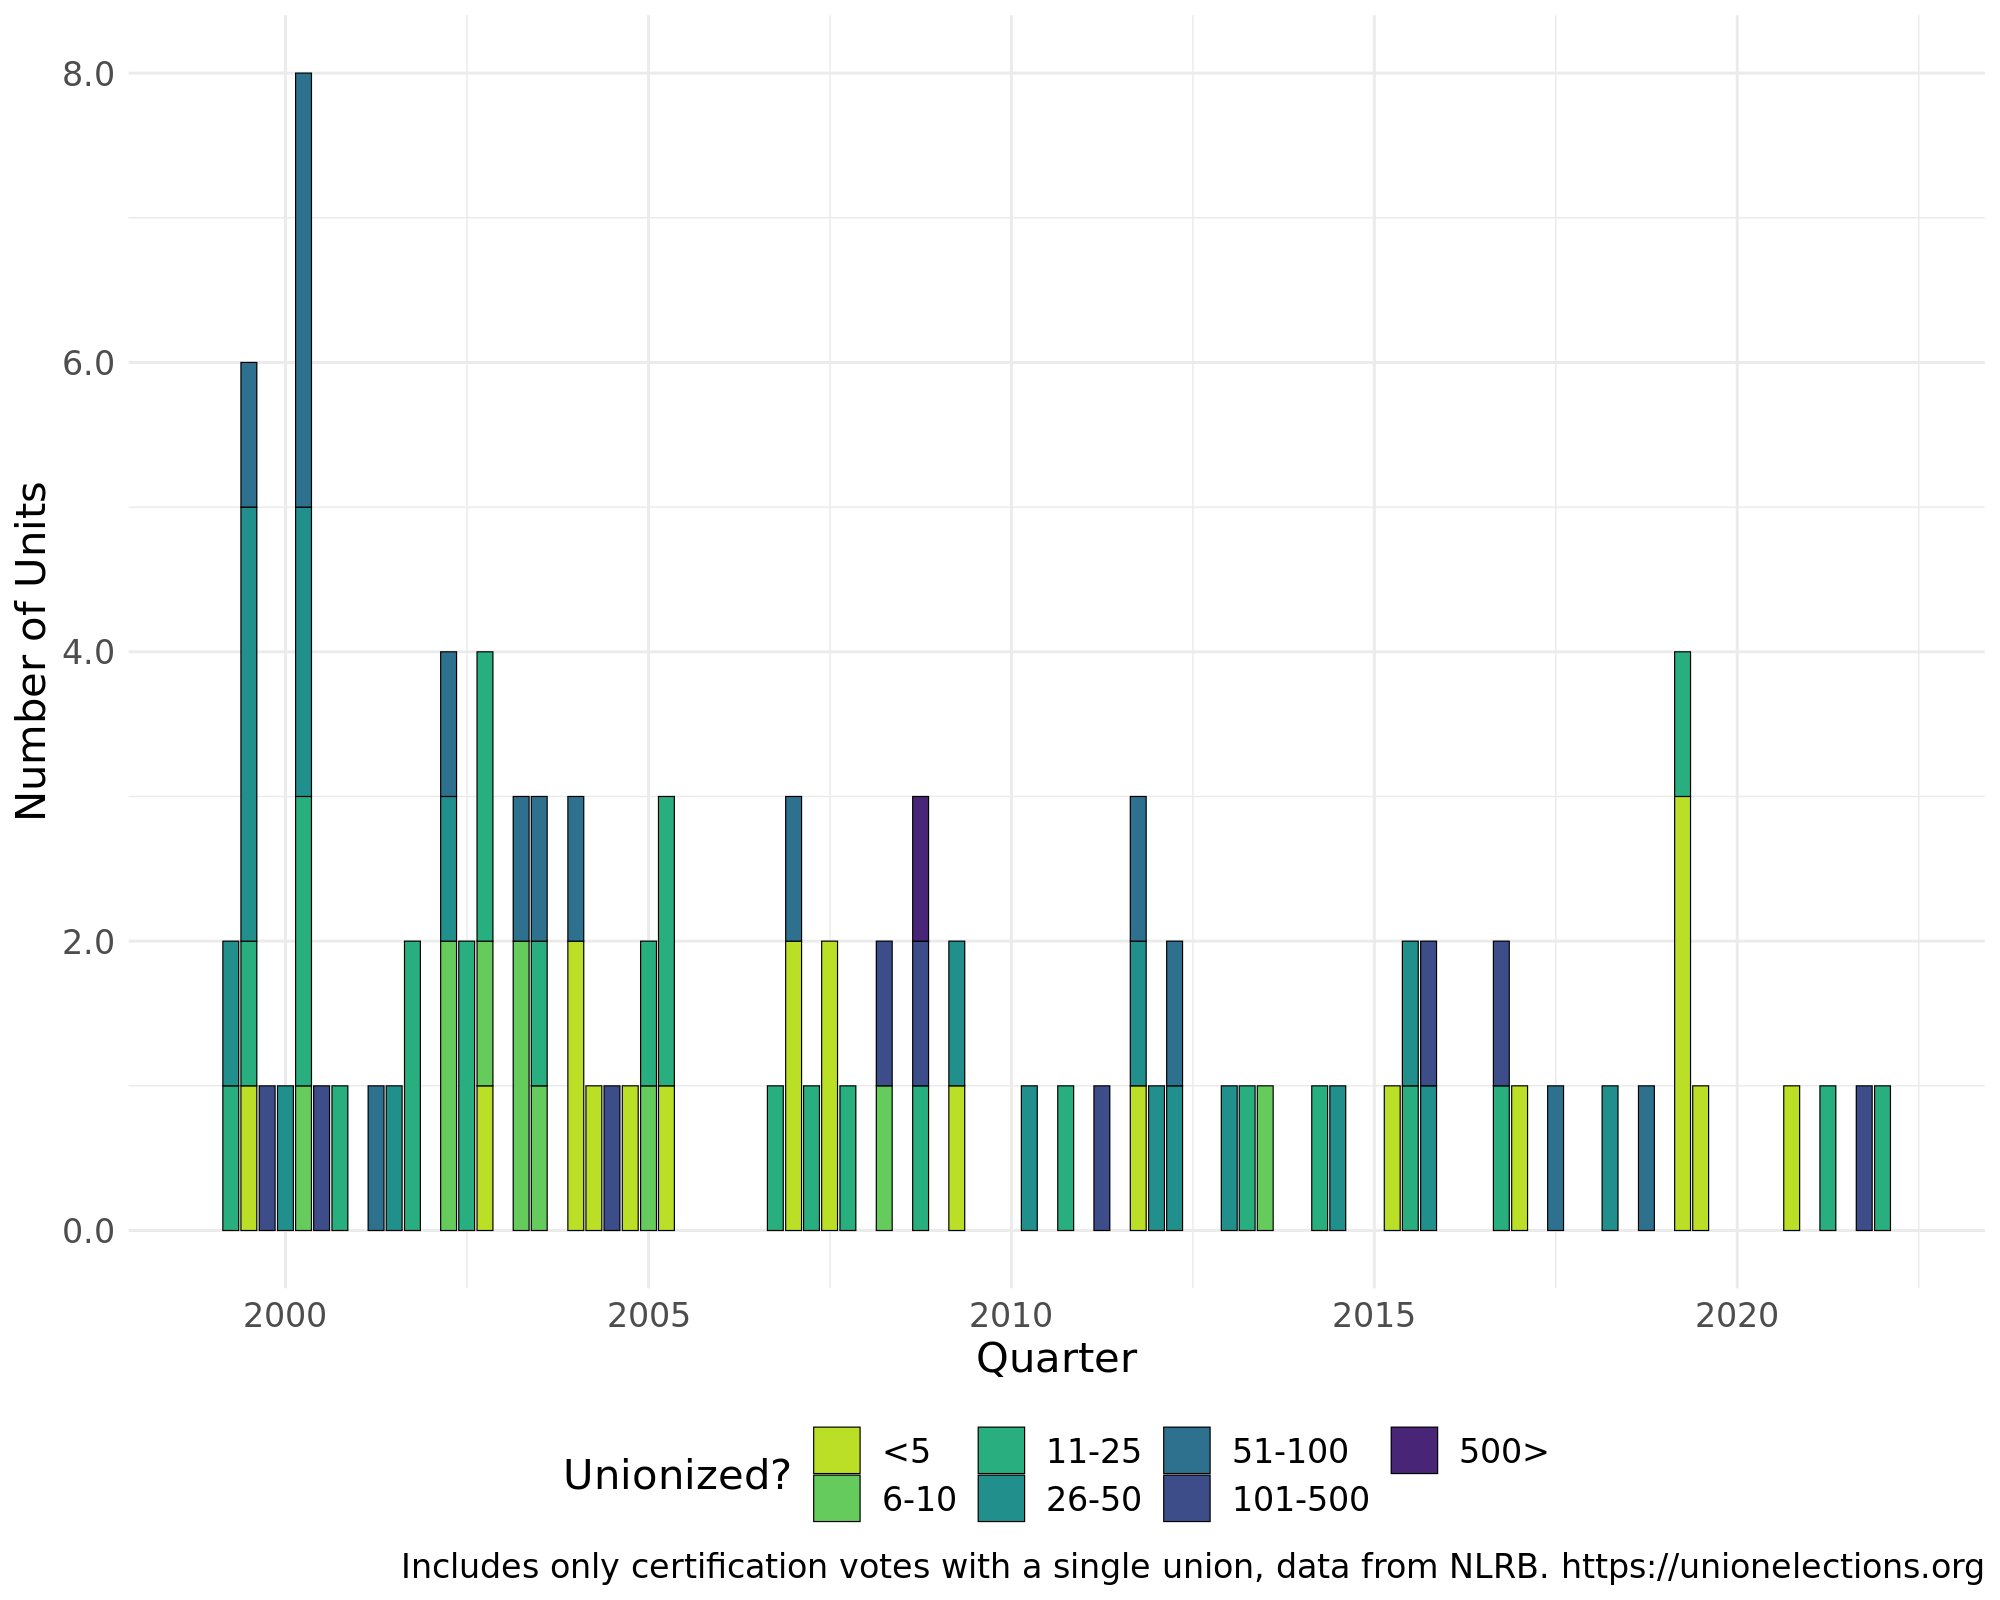 8.0
6.0
4.0
2.0
0.0
Number of Units
2000 2005 2010 2015 2020
Quarter
Unionized?
<5 11-25 51-100 500>
6-10 26-50 101-500
Includes only certification votes with a single union, data from NLRB. https://unionelections.org